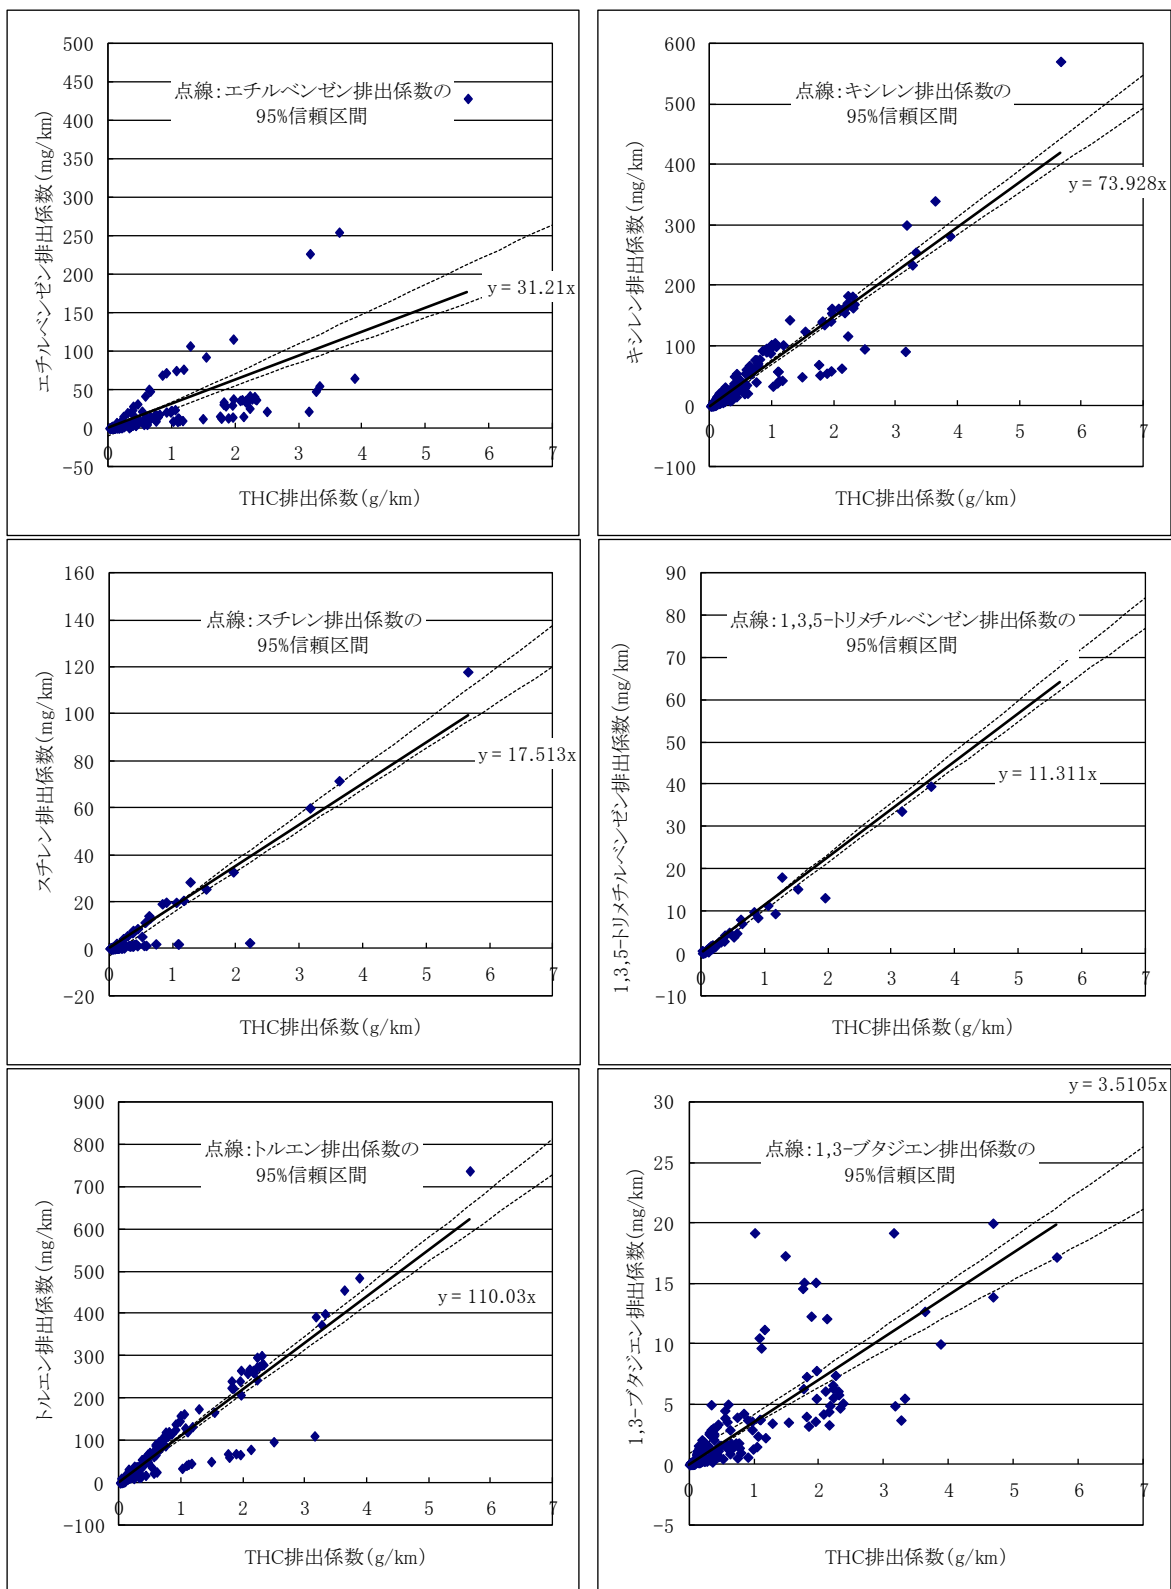 500
450
400
350
300
250
200
150
100
50
0
-50
0 1 2 3 4 5 6 7
点線:エチルベンゼン排出係数の
95%信頼区間
y = 31.21x
エチルベンゼン排出係数(mg/km)
THC排出係数(g/km)
600
500
400
300
200
100
0
-100
0 1 2 3 4 5 6 7
点線:キシレン排出係数の
95%信頼区間
y = 73.928x
キシレン排出係数(mg/km)
THC排出係数(g/km)
160
140
120
100
80
60
40
20
0
-20
0 1 2 3 4 5 6 7
点線:スチレン排出係数の
95%信頼区間
y = 17.513x
スチレン排出係数(mg/km)
THC排出係数(g/km)
90
80
70
60
50
40
30
20
10
0
-10
0 1 2 3 4 5 6 7
点線:1,3,5-トリメチルベンゼン排出係数の
95%信頼区間
y = 11.311x
1,3,5-トリメチルベンゼン排出係数(mg/km)
THC排出係数(g/km)
900
800
700
600
500
400
300
200
100
0
-100
0 1 2 3 4 5 6 7
点線:トルエン排出係数の
95%信頼区間
y = 110.03x
トルエン排出係数(mg/km)
THC排出係数(g/km)
y = 3.5105x
30
25
20
15
10
5
0
-5
0 1 2 3 4 5 6 7
点線:1,3-ブタジエン排出係数の
95%信頼区間
1,3-ブタジエン排出係数(mg/km)
THC排出係数(g/km)